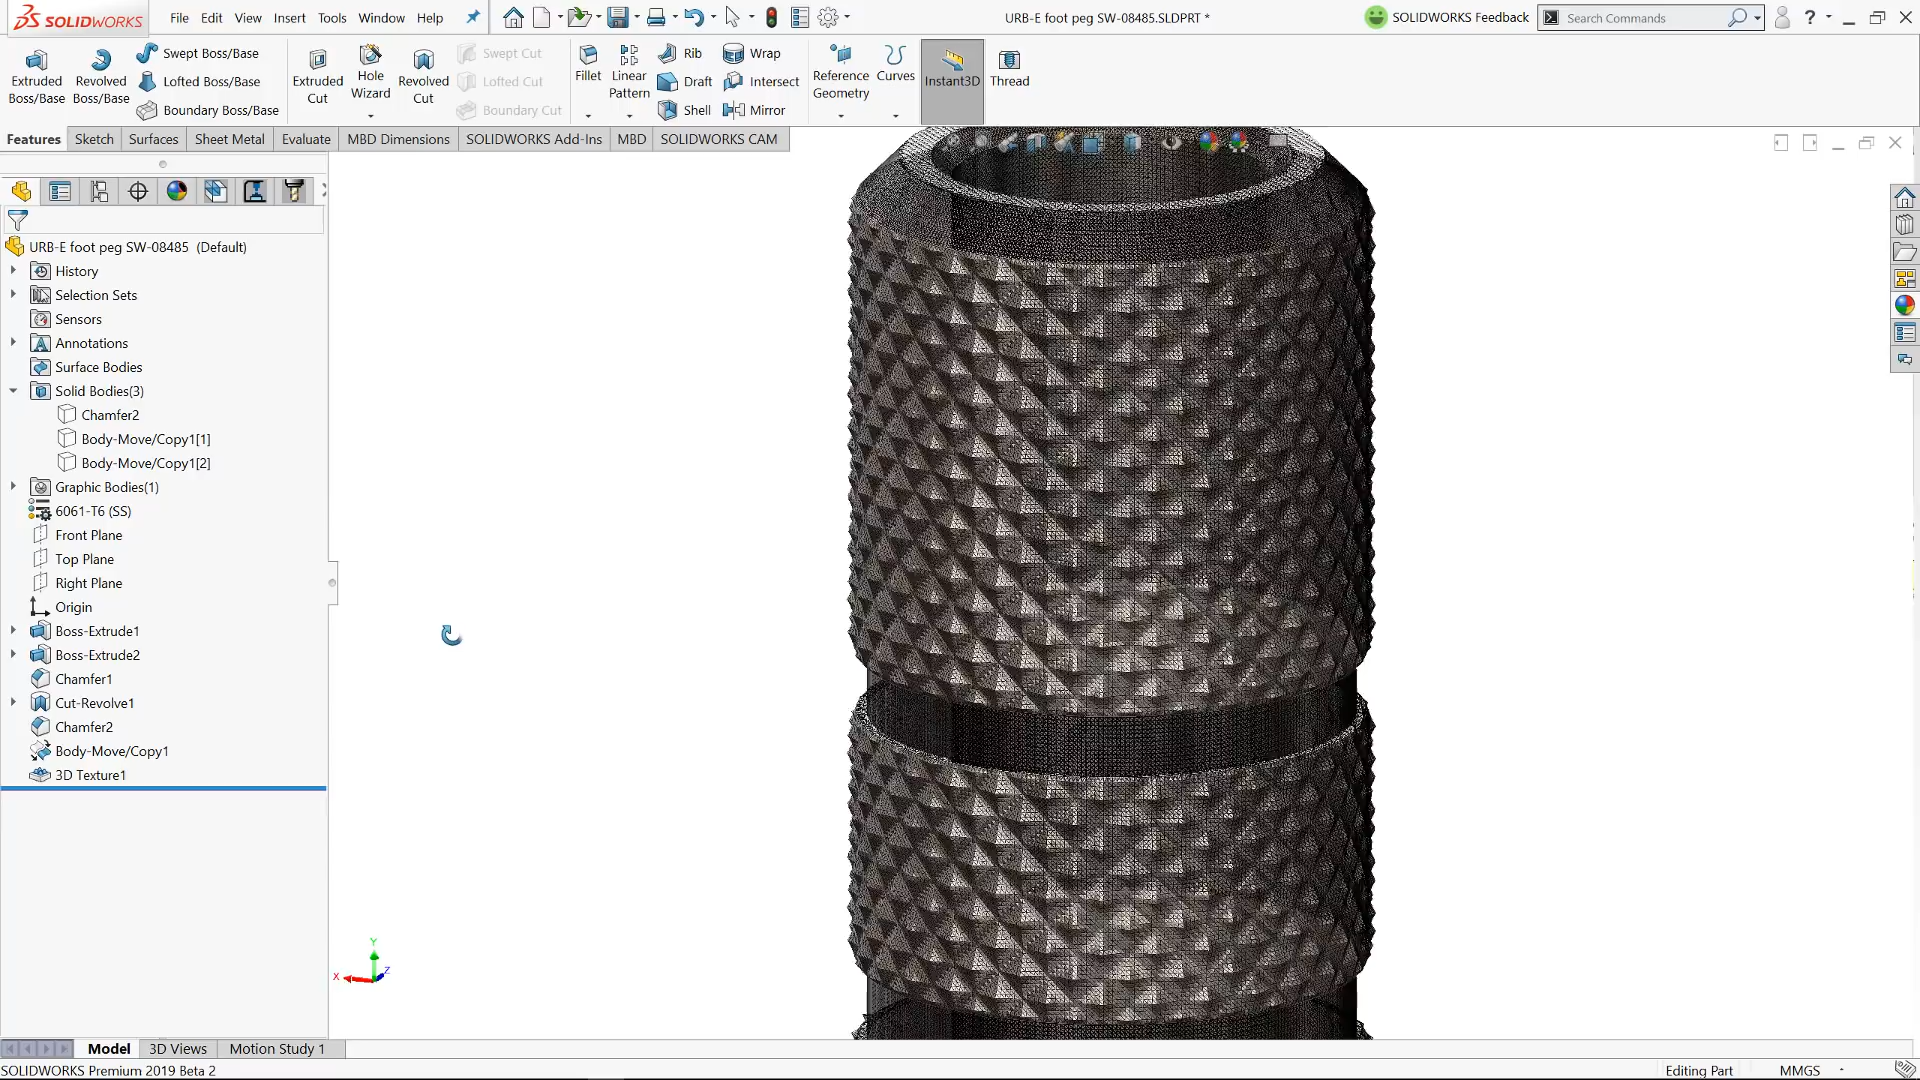 SOLIDWORKS File Edit View Insert Tools Window Help URB-E foot peg SW-08485.SLDPRT * SOLIDWORKS Feedback Search Commands ?
Extruded Boss/Base
Revolved Boss/Base
Swept Boss/Base
Lofted Boss/Base
Boundary Boss/Base
Extruded Cut
Hole Wizard
Revolved Cut
Swept Cut
Lofted Cut
Boundary Cut
Fillet
Linear Pattern
Rib
Draft
Shell
Wrap
Intersect
Mirror
Reference Geometry
Curves
Instant3D
Thread
Features Sketch Surfaces Sheet Metal Evaluate MBD Dimensions SOLIDWORKS Add-Ins MBD SOLIDWORKS CAM
URB-E foot peg SW-08485 (Default)
History
Selection Sets
Sensors
Annotations
Surface Bodies
Solid Bodies(3)
Chamfer2
Body-Move/Copy1[1]
Body-Move/Copy1[2]
Graphic Bodies(1)
6061-T6 (SS)
Front Plane
Top Plane
Right Plane
Origin
Boss-Extrude1
Boss-Extrude2
Chamfer1
Cut-Revolve1
Chamfer2
Body-Move/Copy1
3D Texture1
Y
X Z
Model 3D Views Motion Study 1
SOLIDWORKS Premium 2019 Beta 2 Editing Part MMGS